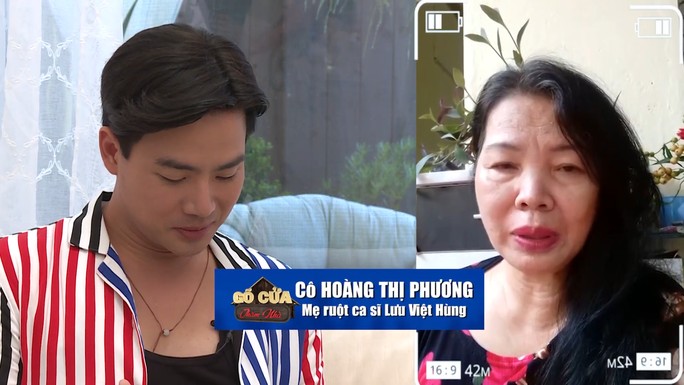 GÕ CỬA
Thăm Nhà
Cô HOÀNG THỊ PHƯƠNG
Mẹ ruột ca sĩ Lưu Việt Hùng
16:9 42M
16:9 42M